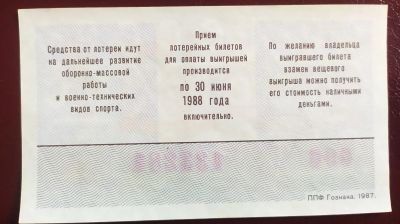 Средства от лотереи идут
на дальнейшее развитие
оборонно-массовой
работы
и военно-технических
видов спорта.
Прием
лотерейных билетов
для оплаты выигрышей
производится
по 30 июня
1988 года
включительно.
По желанию владельца
выигравшего билета
взамен вещевого
выигрыша можно получить
его стоимость наличными
деньгами.
ППФ Гознака. 1987.